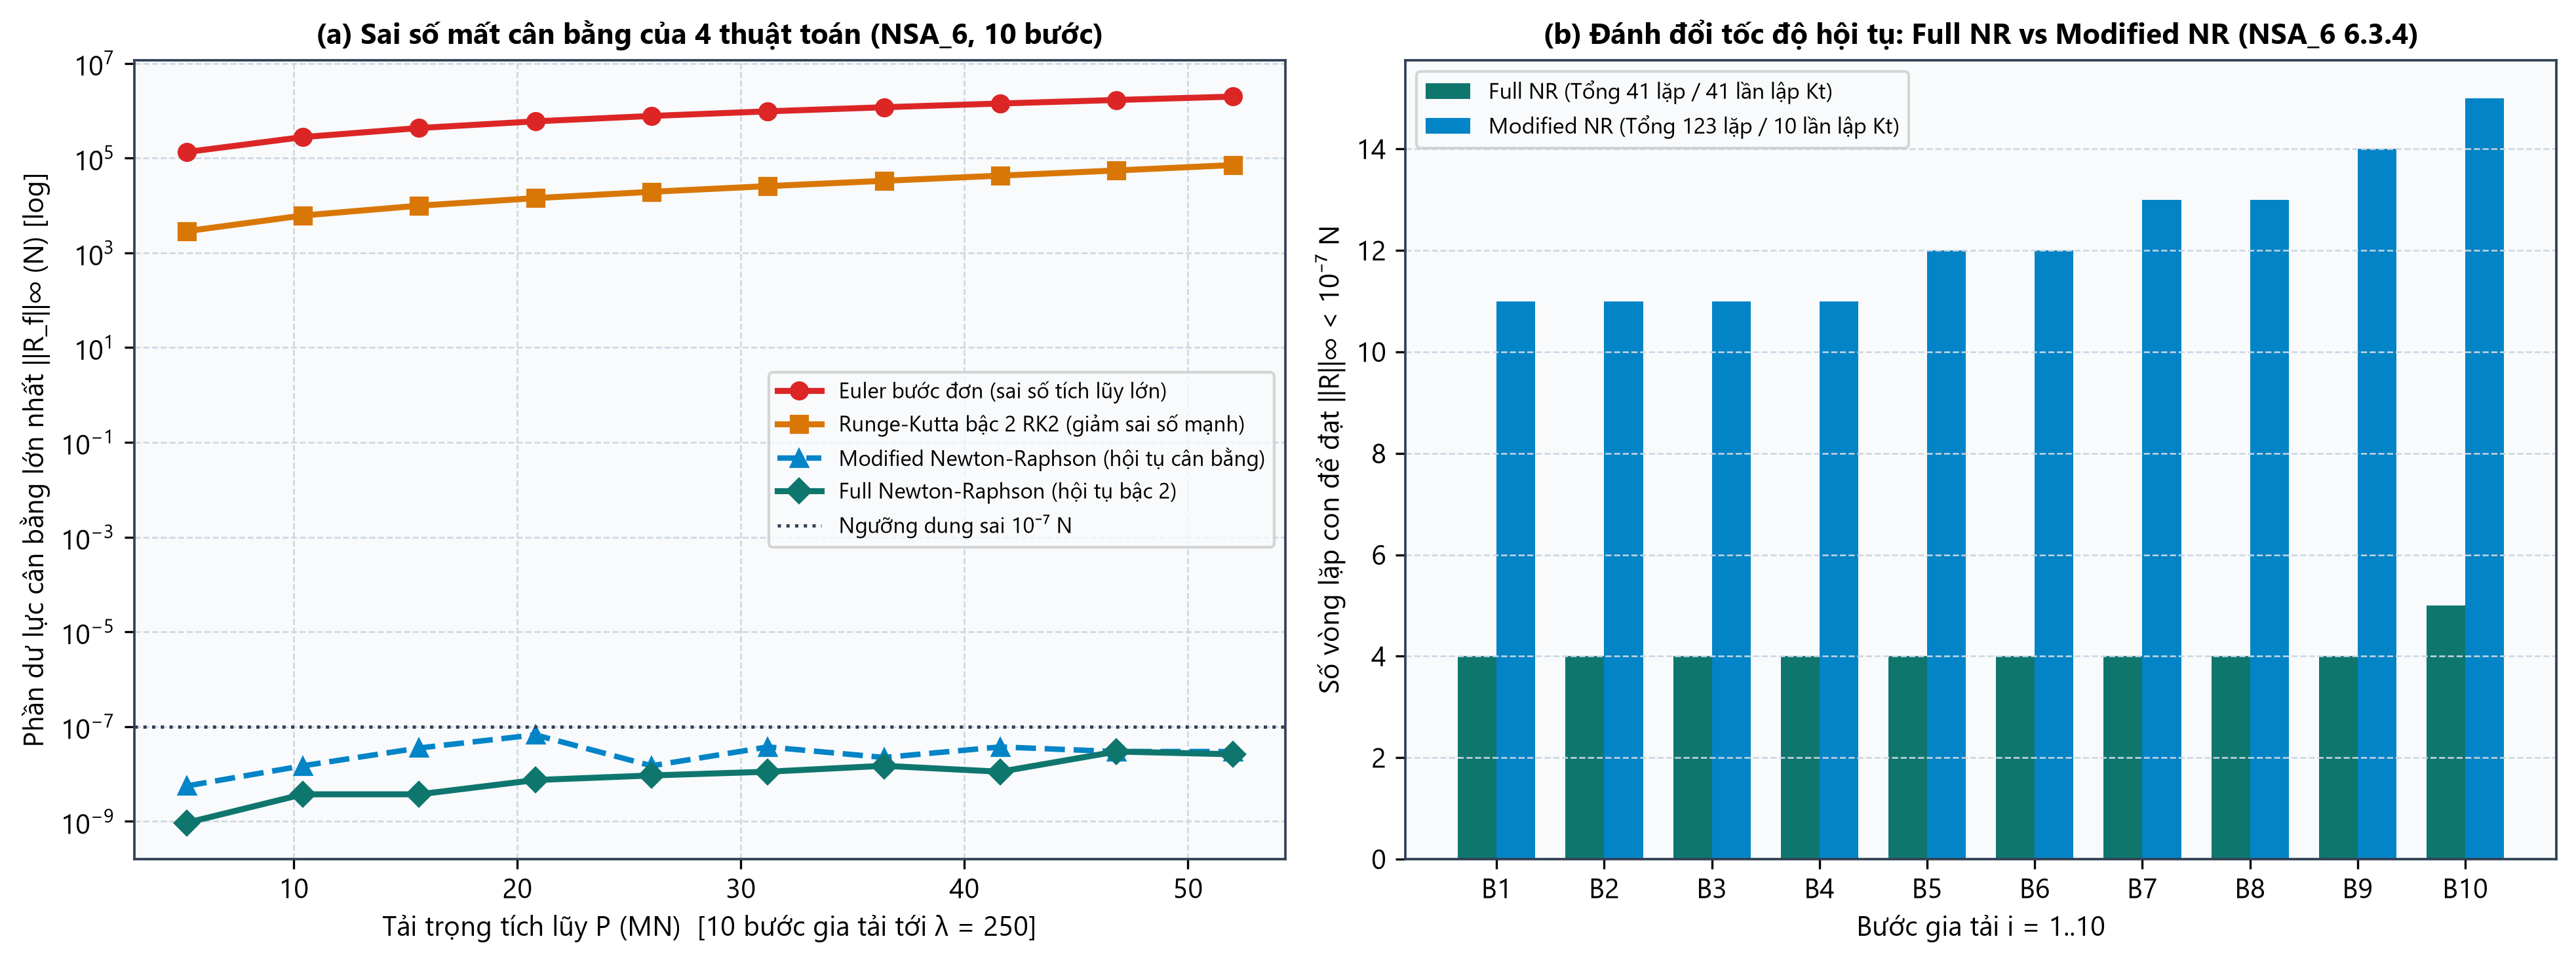 (a) Sai số mất cân bằng của 4 thuật toán (NSA_6, 10 bước)
Phần dư lực cân bằng lớn nhất ||R_f||∞ (N) [log]
10⁷
10⁵
10³
10¹
10⁻¹
10⁻³
10⁻⁵
10⁻⁷
10⁻⁹
Euler bước đơn (sai số tích lũy lớn)
Runge-Kutta bậc 2 RK2 (giảm sai số mạnh)
Modified Newton-Raphson (hội tụ cân bằng)
Full Newton-Raphson (hội tụ bậc 2)
Ngưỡng dung sai 10⁻⁷ N
10 20 30 40 50
Tải trọng tích lũy P (MN) [10 bước gia tải tới λ = 250]
(b) Đánh đổi tốc độ hội tụ: Full NR vs Modified NR (NSA_6 6.3.4)
Số vòng lặp con để đạt ||R||∞ < 10⁻⁷ N
Full NR (Tổng 41 lặp / 41 lần lập Kt)
Modified NR (Tổng 123 lặp / 10 lần lập Kt)
14
12
10
8
6
4
2
0
B1 B2 B3 B4 B5 B6 B7 B8 B9 B10
Bước gia tải i = 1..10